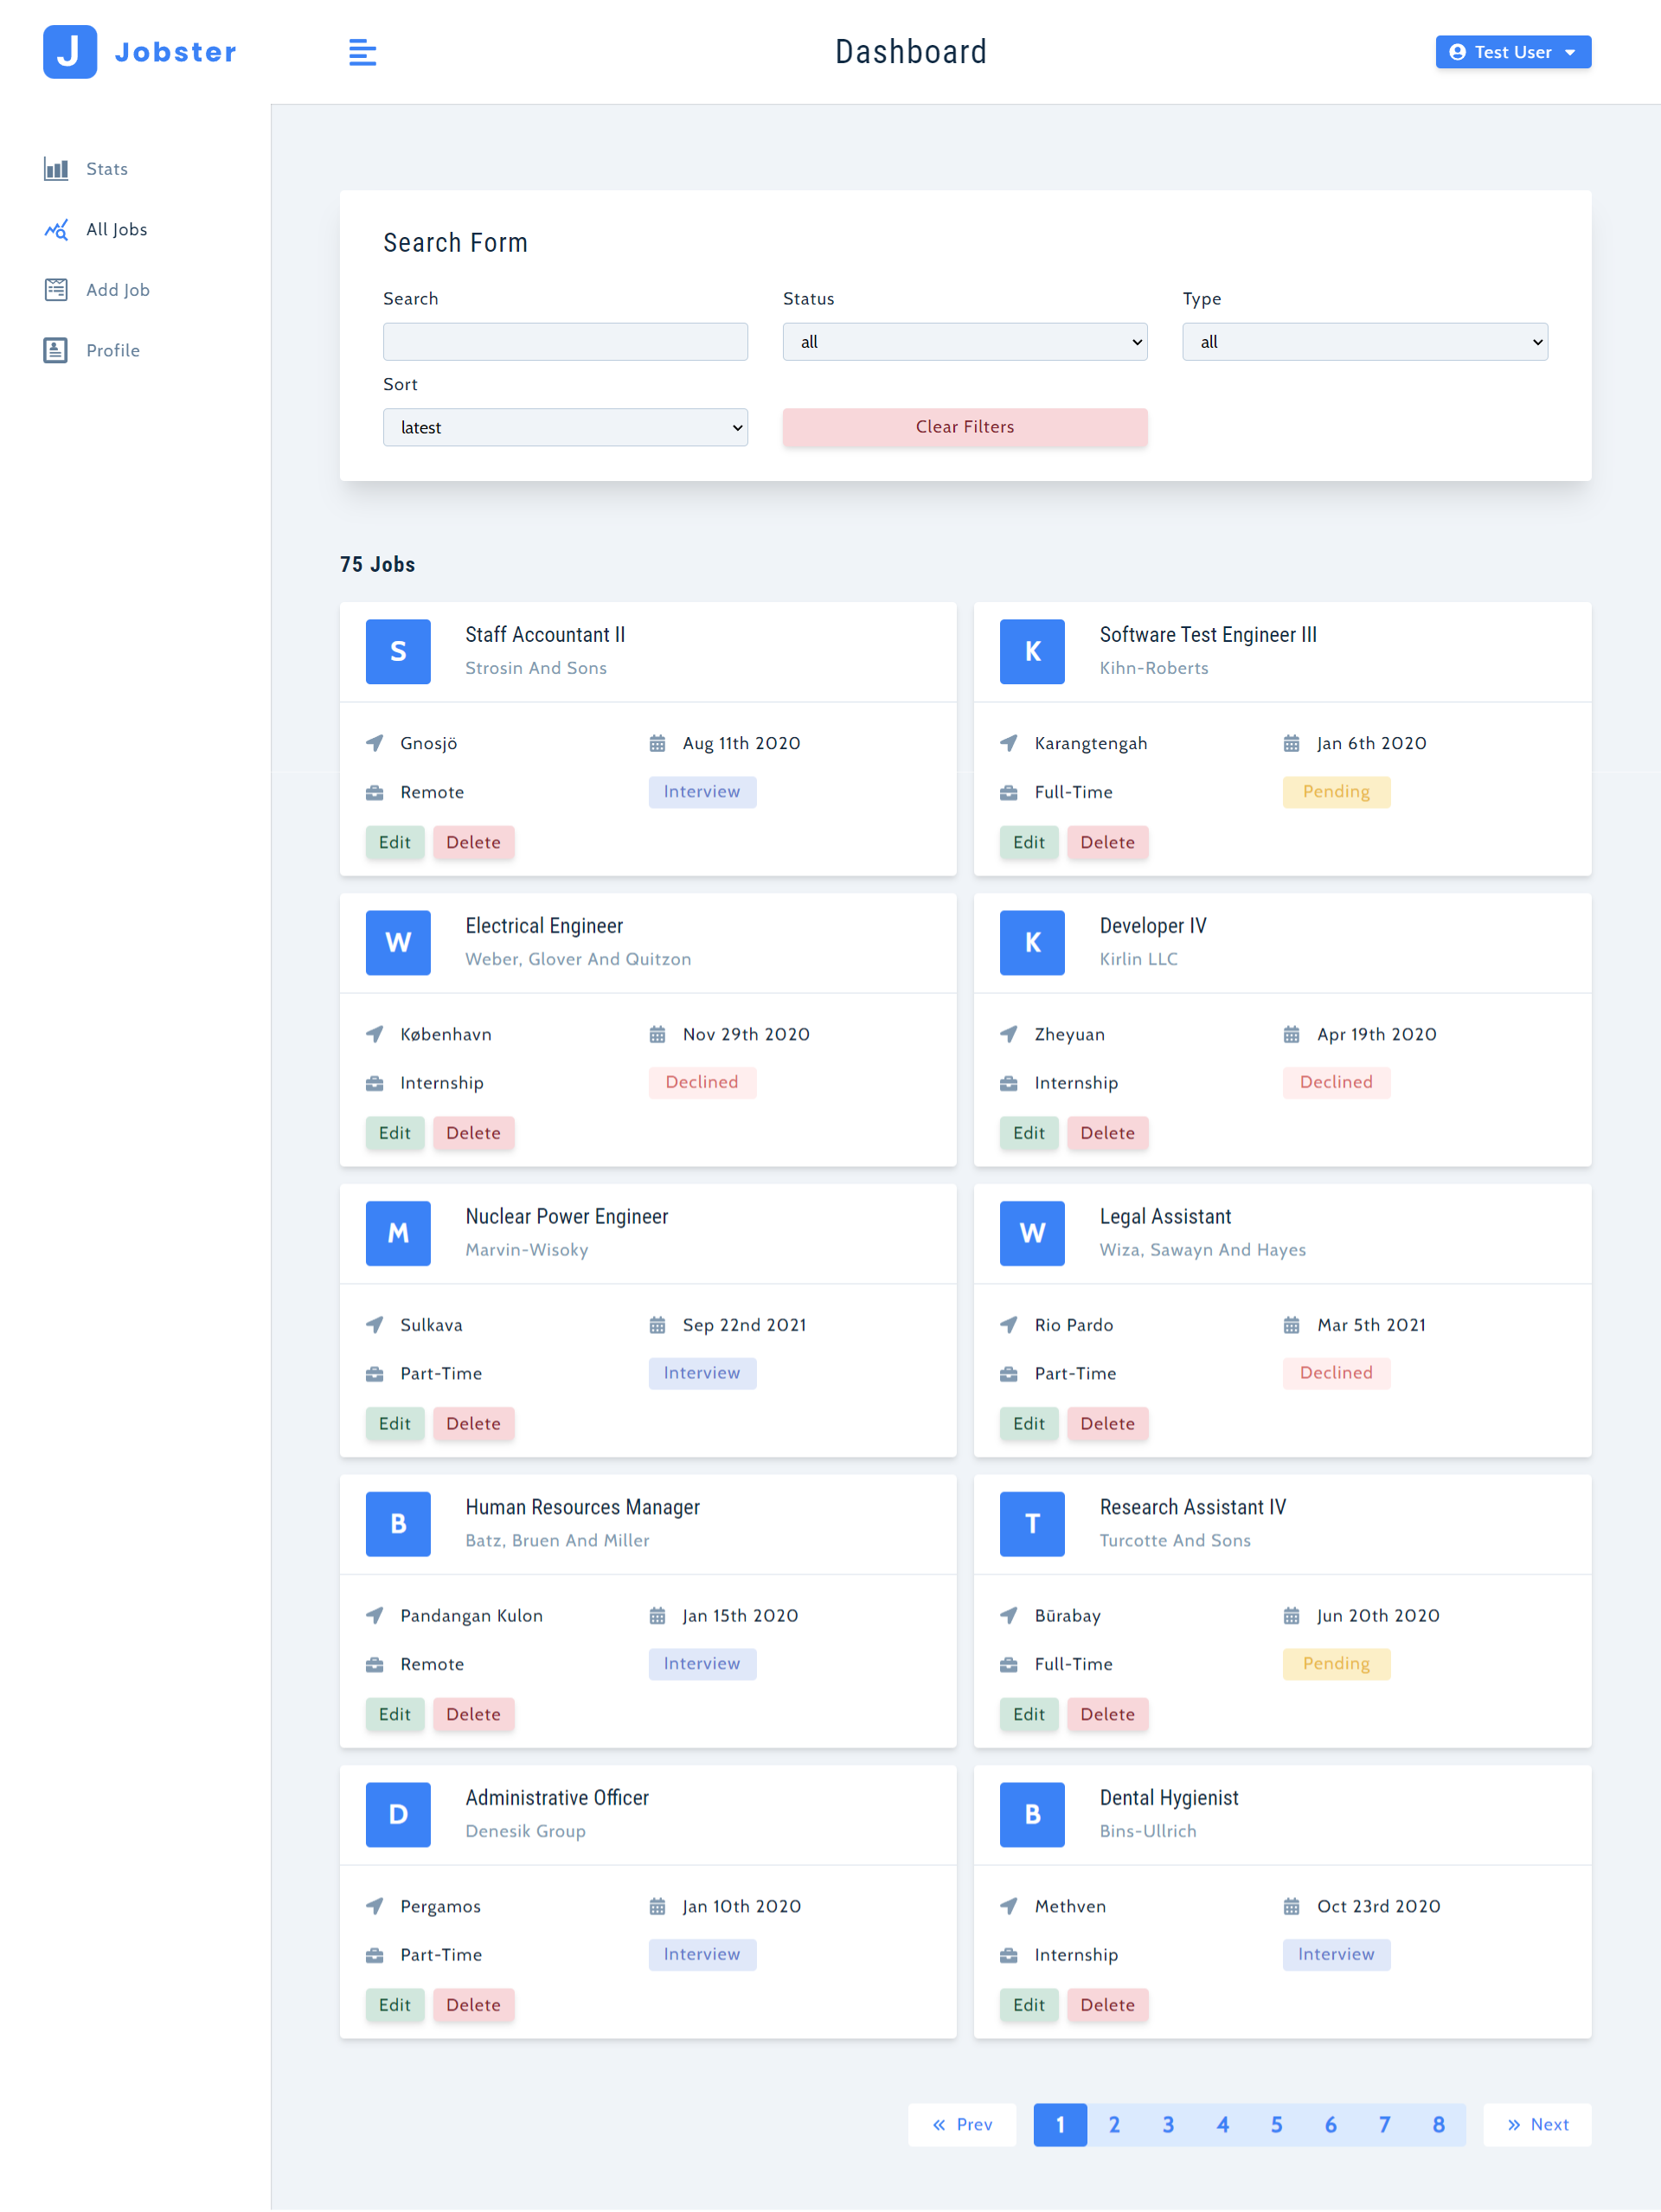 J Jobster
Dashboard
Test User
Stats
All Jobs
Add Job
Profile
Search Form
Search
Status
Type
all
all
Sort
latest
Clear Filters
75 Jobs
S
Staff Accountant II
Strosin And Sons
Gnosjö
Aug 11th 2020
Remote
Interview
Edit
Delete
K
Software Test Engineer III
Kihn-Roberts
Karangtengah
Jan 6th 2020
Full-Time
Pending
Edit
Delete
W
Electrical Engineer
Weber, Glover And Quitzon
København
Nov 29th 2020
Internship
Declined
Edit
Delete
K
Developer IV
Kirlin LLC
Zheyuan
Apr 19th 2020
Internship
Declined
Edit
Delete
M
Nuclear Power Engineer
Marvin-Wisoky
Sulkava
Sep 22nd 2021
Part-Time
Interview
Edit
Delete
W
Legal Assistant
Wiza, Sawayn And Hayes
Rio Pardo
Mar 5th 2021
Part-Time
Declined
Edit
Delete
B
Human Resources Manager
Batz, Bruen And Miller
Pandangan Kulon
Jan 15th 2020
Remote
Interview
Edit
Delete
T
Research Assistant IV
Turcotte And Sons
Būrabay
Jun 20th 2020
Full-Time
Pending
Edit
Delete
D
Administrative Officer
Denesik Group
Pergamos
Jan 10th 2020
Part-Time
Interview
Edit
Delete
B
Dental Hygienist
Bins-Ullrich
Methven
Oct 23rd 2020
Internship
Interview
Edit
Delete
« Prev 1 2 3 4 5 6 7 8 » Next